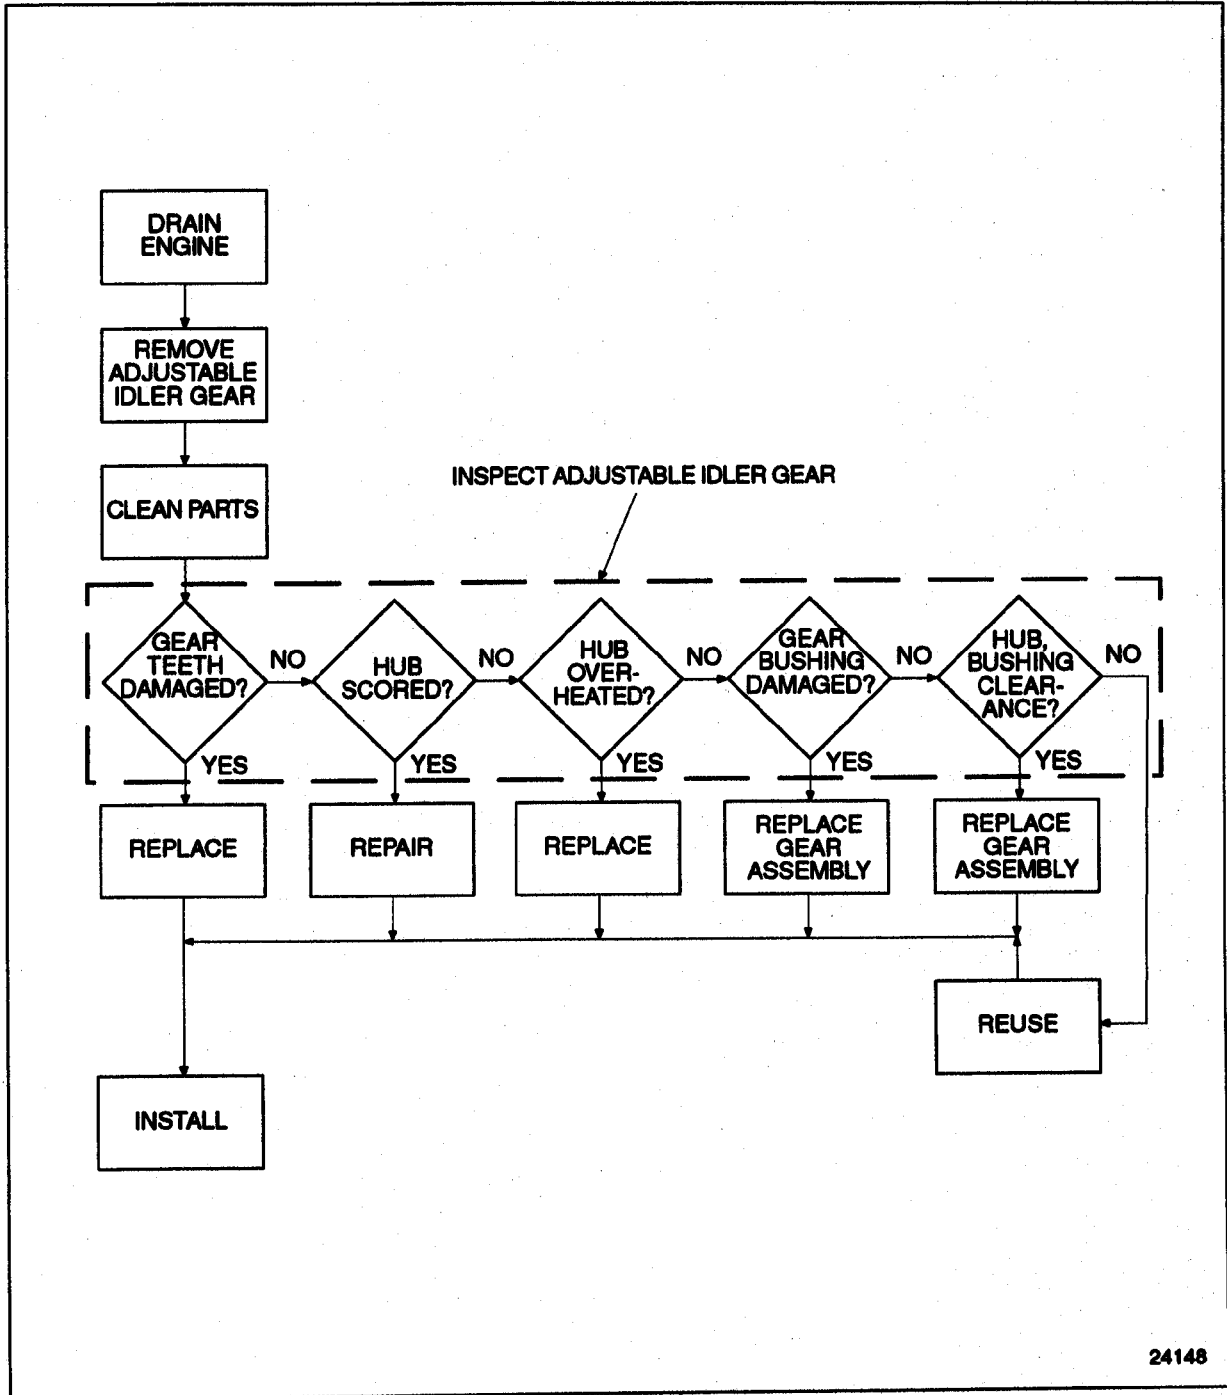 DRAIN
ENGINE
REMOVE
ADJUSTABLE
IDLER GEAR
CLEAN PARTS
INSPECT ADJUSTABLE IDLER GEAR
GEAR
TEETH
DAMAGED?
NO
HUB
SCORED?
NO
HUB
OVER-
HEATED?
NO
GEAR
BUSHING
DAMAGED?
NO
HUB,
BUSHING
CLEAR-
ANCE?
NO
YES
YES
YES
YES
YES
REPLACE
REPAIR
REPLACE
REPLACE
GEAR
ASSEMBLY
REPLACE
GEAR
ASSEMBLY
REUSE
INSTALL
24148